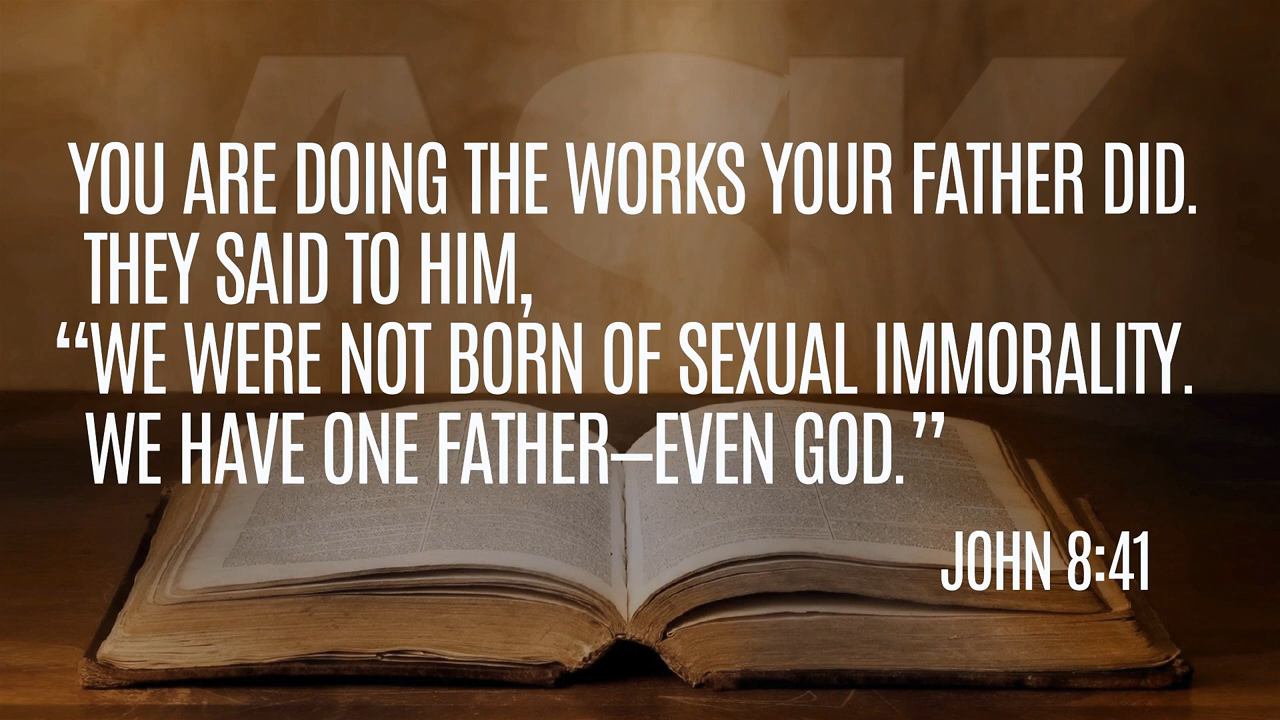 ASK
YOU ARE DOING THE WORKS YOUR FATHER DID.
THEY SAID TO HIM,
“WE WERE NOT BORN OF SEXUAL IMMORALITY.
WE HAVE ONE FATHER—EVEN GOD.”
JOHN 8:41